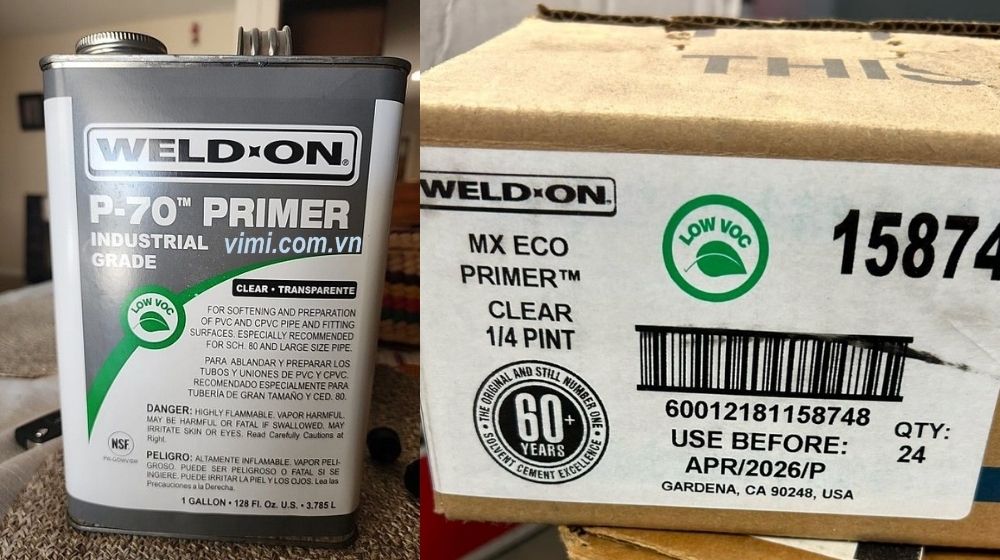 WELD-ON®
P-70™ PRIMER
INDUSTRIAL
GRADE
vimi.com.vn
CLEAR • TRANSPARENTE
LOW VOC
FOR SOFTENING AND PREPARATION
OF PVC AND CPVC PIPE AND FITTING
SURFACES. ESPECIALLY RECOMMENDED
FOR SCH. 80 AND LARGE SIZE PIPE.
PARA ABLANDAR Y PREPARAR LOS
TUBOS Y UNIONES DE PVC Y CPVC.
RECOMENDADO ESPECIALMENTE PARA
TUBERÍA DE GRAN TAMAÑO Y CED. 80.
DANGER: HIGHLY FLAMMABLE. VAPOR HARMFUL.
MAY BE HARMFUL OR FATAL IF SWALLOWED. MAY
IRRITATE SKIN OR EYES. Read Carefully Cautions at
Right.
NSF
PELIGRO: ALTAMENTE INFLAMABLE. VAPOR PELI-
GROSO. PUEDE SER PELIGROSO O FATAL SI SE
INGIERE. PUEDE IRRITAR LA PIEL Y LOS OJOS. Lea las
Precauciones a la Derecha.
1 GALLON • 128 Fl. Oz. U.S. • 3.785 L
THIS
WELD-ON®
MX ECO
PRIMER™
CLEAR
1/4 PINT
LOW VOC
15874
THE ORIGINAL AND STILL NUMBER ONE
60+
YEARS
SOLVENT CEMENT EXCELLENCE
60012181158748
USE BEFORE:
APR/2026/P
GARDENA, CA 90248, USA
QTY:
24